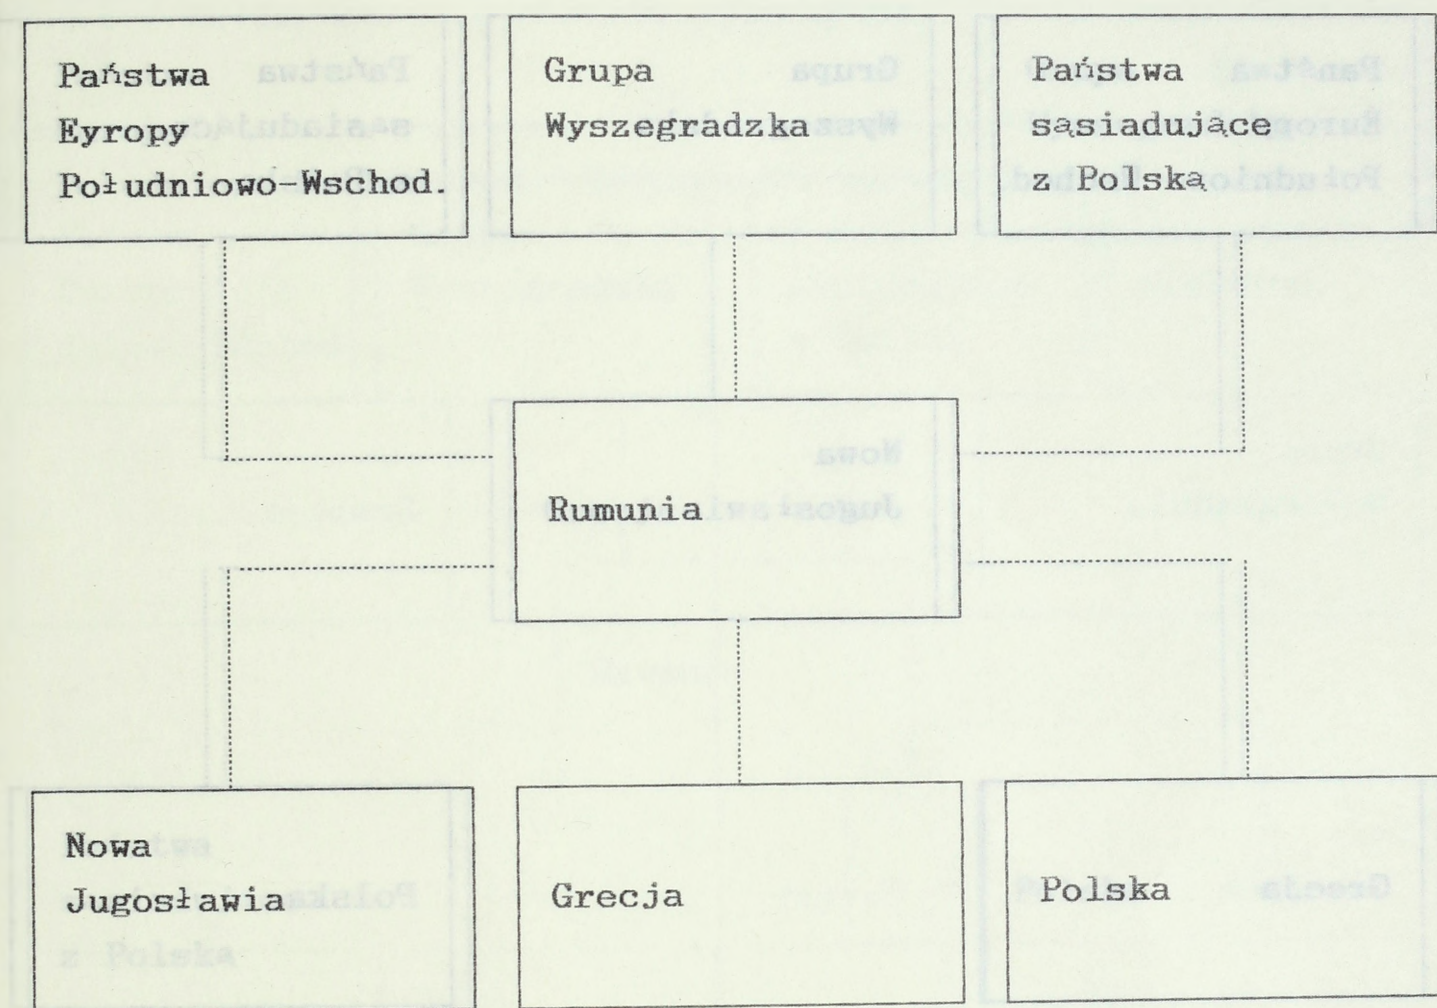 Państwa
Eyropy
Południowo-Wschod.
Grupa
Wyszegradzka
Państwa
sąsiadujące
z Polską
Rumunia
Nowa
Jugosławia
Grecja
Polska